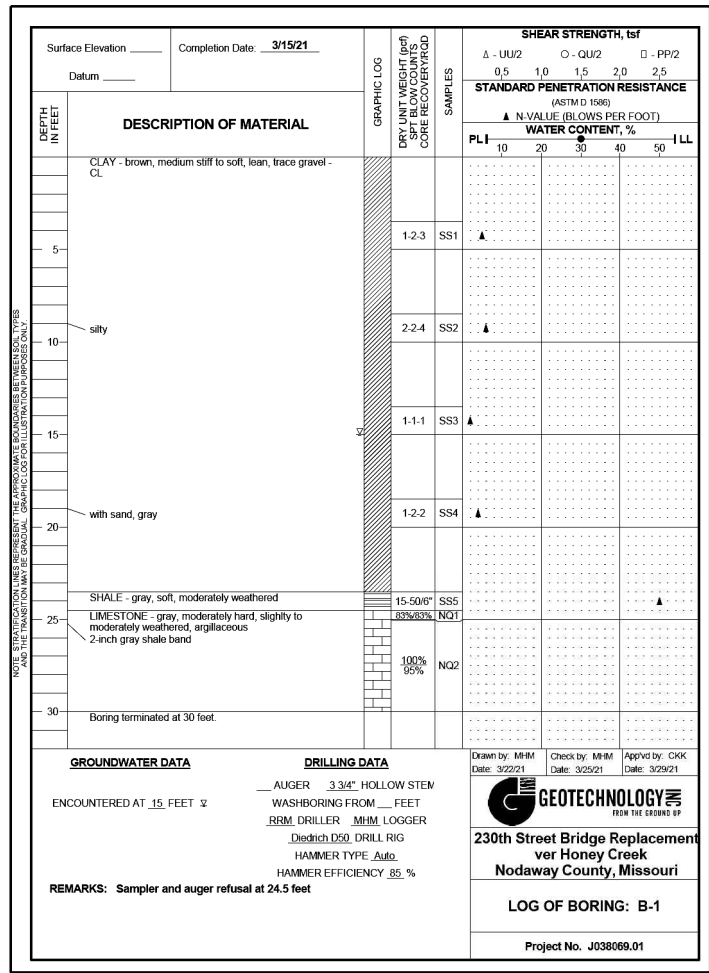 Surface Elevation ______ Completion Date: 3/15/21
Datum ______
DEPTH IN FEET
DESCRIPTION OF MATERIAL
GRAPHIC LOG
DRY UNIT WEIGHT (pcf)
SPT BLOW COUNTS
CORE RECOVERY/RQD
SAMPLES
SHEAR STRENGTH, tsf
Δ - UU/2 ○ - QU/2 □ - PP/2
0,5 1,0 1,5 2,0 2,5
STANDARD PENETRATION RESISTANCE
(ASTM D 1586)
▲ N-VALUE (BLOWS PER FOOT)
WATER CONTENT, %
PL LL
10 20 30 40 50
CLAY - brown, medium stiff to soft, lean, trace gravel -
CL
1-2-3 SS1
5
silty
2-2-4 SS2
10
1-1-1 SS3
15
with sand, gray
1-2-2 SS4
20
SHALE - gray, soft, moderately weathered
15-50/6" SS5
LIMESTONE - gray, moderately hard, slighlty to
83%/83% NQ1
25
moderately weathered, argillaceous
2-inch gray shale band
100%
95%
NQ2
30
Boring terminated at 30 feet.
NOTE: STRATIFICATION LINES REPRESENT THE APPROXIMATE BOUNDARIES BETWEEN SOIL TYPES
AND THE TRANSITION MAY BE GRADUAL. GRAPHIC LOG FOR ILLUSTRATION PURPOSES ONLY.
GROUNDWATER DATA
ENCOUNTERED AT 15 FEET
DRILLING DATA
___ AUGER 3 3/4" HOLLOW STEM
WASHBORING FROM ___ FEET
RRM DRILLER MHM LOGGER
Diedrich D50 DRILL RIG
HAMMER TYPE Auto
HAMMER EFFICIENCY 85 %
REMARKS: Sampler and auger refusal at 24.5 feet
Drawn by: MHM Check by: MHM App'vd by: CKK
Date: 3/22/21 Date: 3/25/21 Date: 3/29/21
GEOTECHNOLOGY
FROM THE GROUND UP
230th Street Bridge Replacement
ver Honey Creek
Nodaway County, Missouri
LOG OF BORING: B-1
Project No. J038069.01